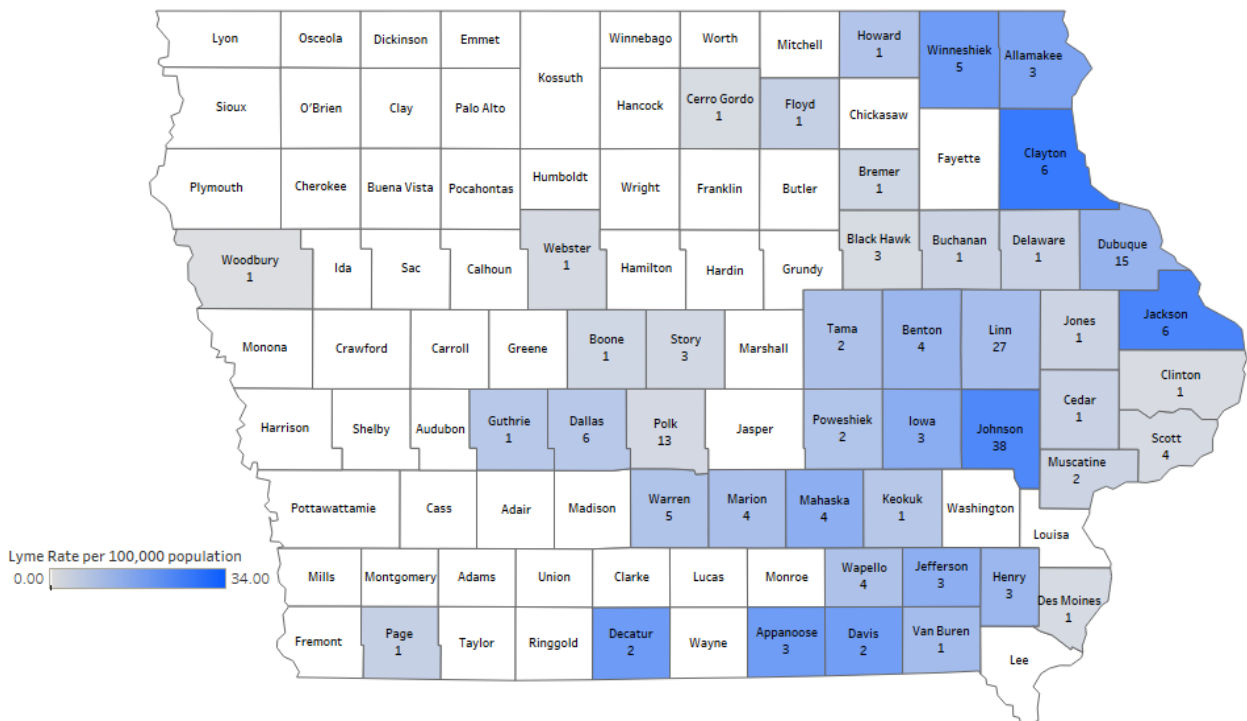 Lyon
Osceola
Dickinson
Emmet
Kossuth
Winnebago
Worth
Mitchell
Howard
1
Winneshiek
5
Allamakee
3
Sioux
O'Brien
Clay
Palo Alto
Hancock
Cerro Gordo
1
Floyd
1
Chickasaw
Fayette
Clayton
6
Plymouth
Cherokee
Buena Vista
Pocahontas
Humboldt
Wright
Franklin
Butler
Bremer
1
Woodbury
1
Ida
Sac
Calhoun
Webster
1
Hamilton
Hardin
Grundy
Black Hawk
3
Buchanan
1
Delaware
1
Dubuque
15
Monona
Crawford
Carroll
Greene
Boone
1
Story
3
Marshall
Tama
2
Benton
4
Linn
27
Jones
1
Jackson
6
Clinton
1
Harrison
Shelby
Audubon
Guthrie
1
Dallas
6
Polk
13
Jasper
Poweshiek
2
Iowa
3
Johnson
38
Cedar
1
Scott
4
Muscatine
2
Pottawattamie
Cass
Adair
Madison
Warren
5
Marion
4
Mahaska
4
Keokuk
1
Washington
Louisa
Lyme Rate per 100,000 population
0.00
34.00
Mills
Montgomery
Adams
Union
Clarke
Lucas
Monroe
Wapello
4
Jefferson
3
Henry
3
Des Moines
1
Fremont
Page
1
Taylor
Ringgold
Decatur
2
Wayne
Appanoose
3
Davis
2
Van Buren
1
Lee